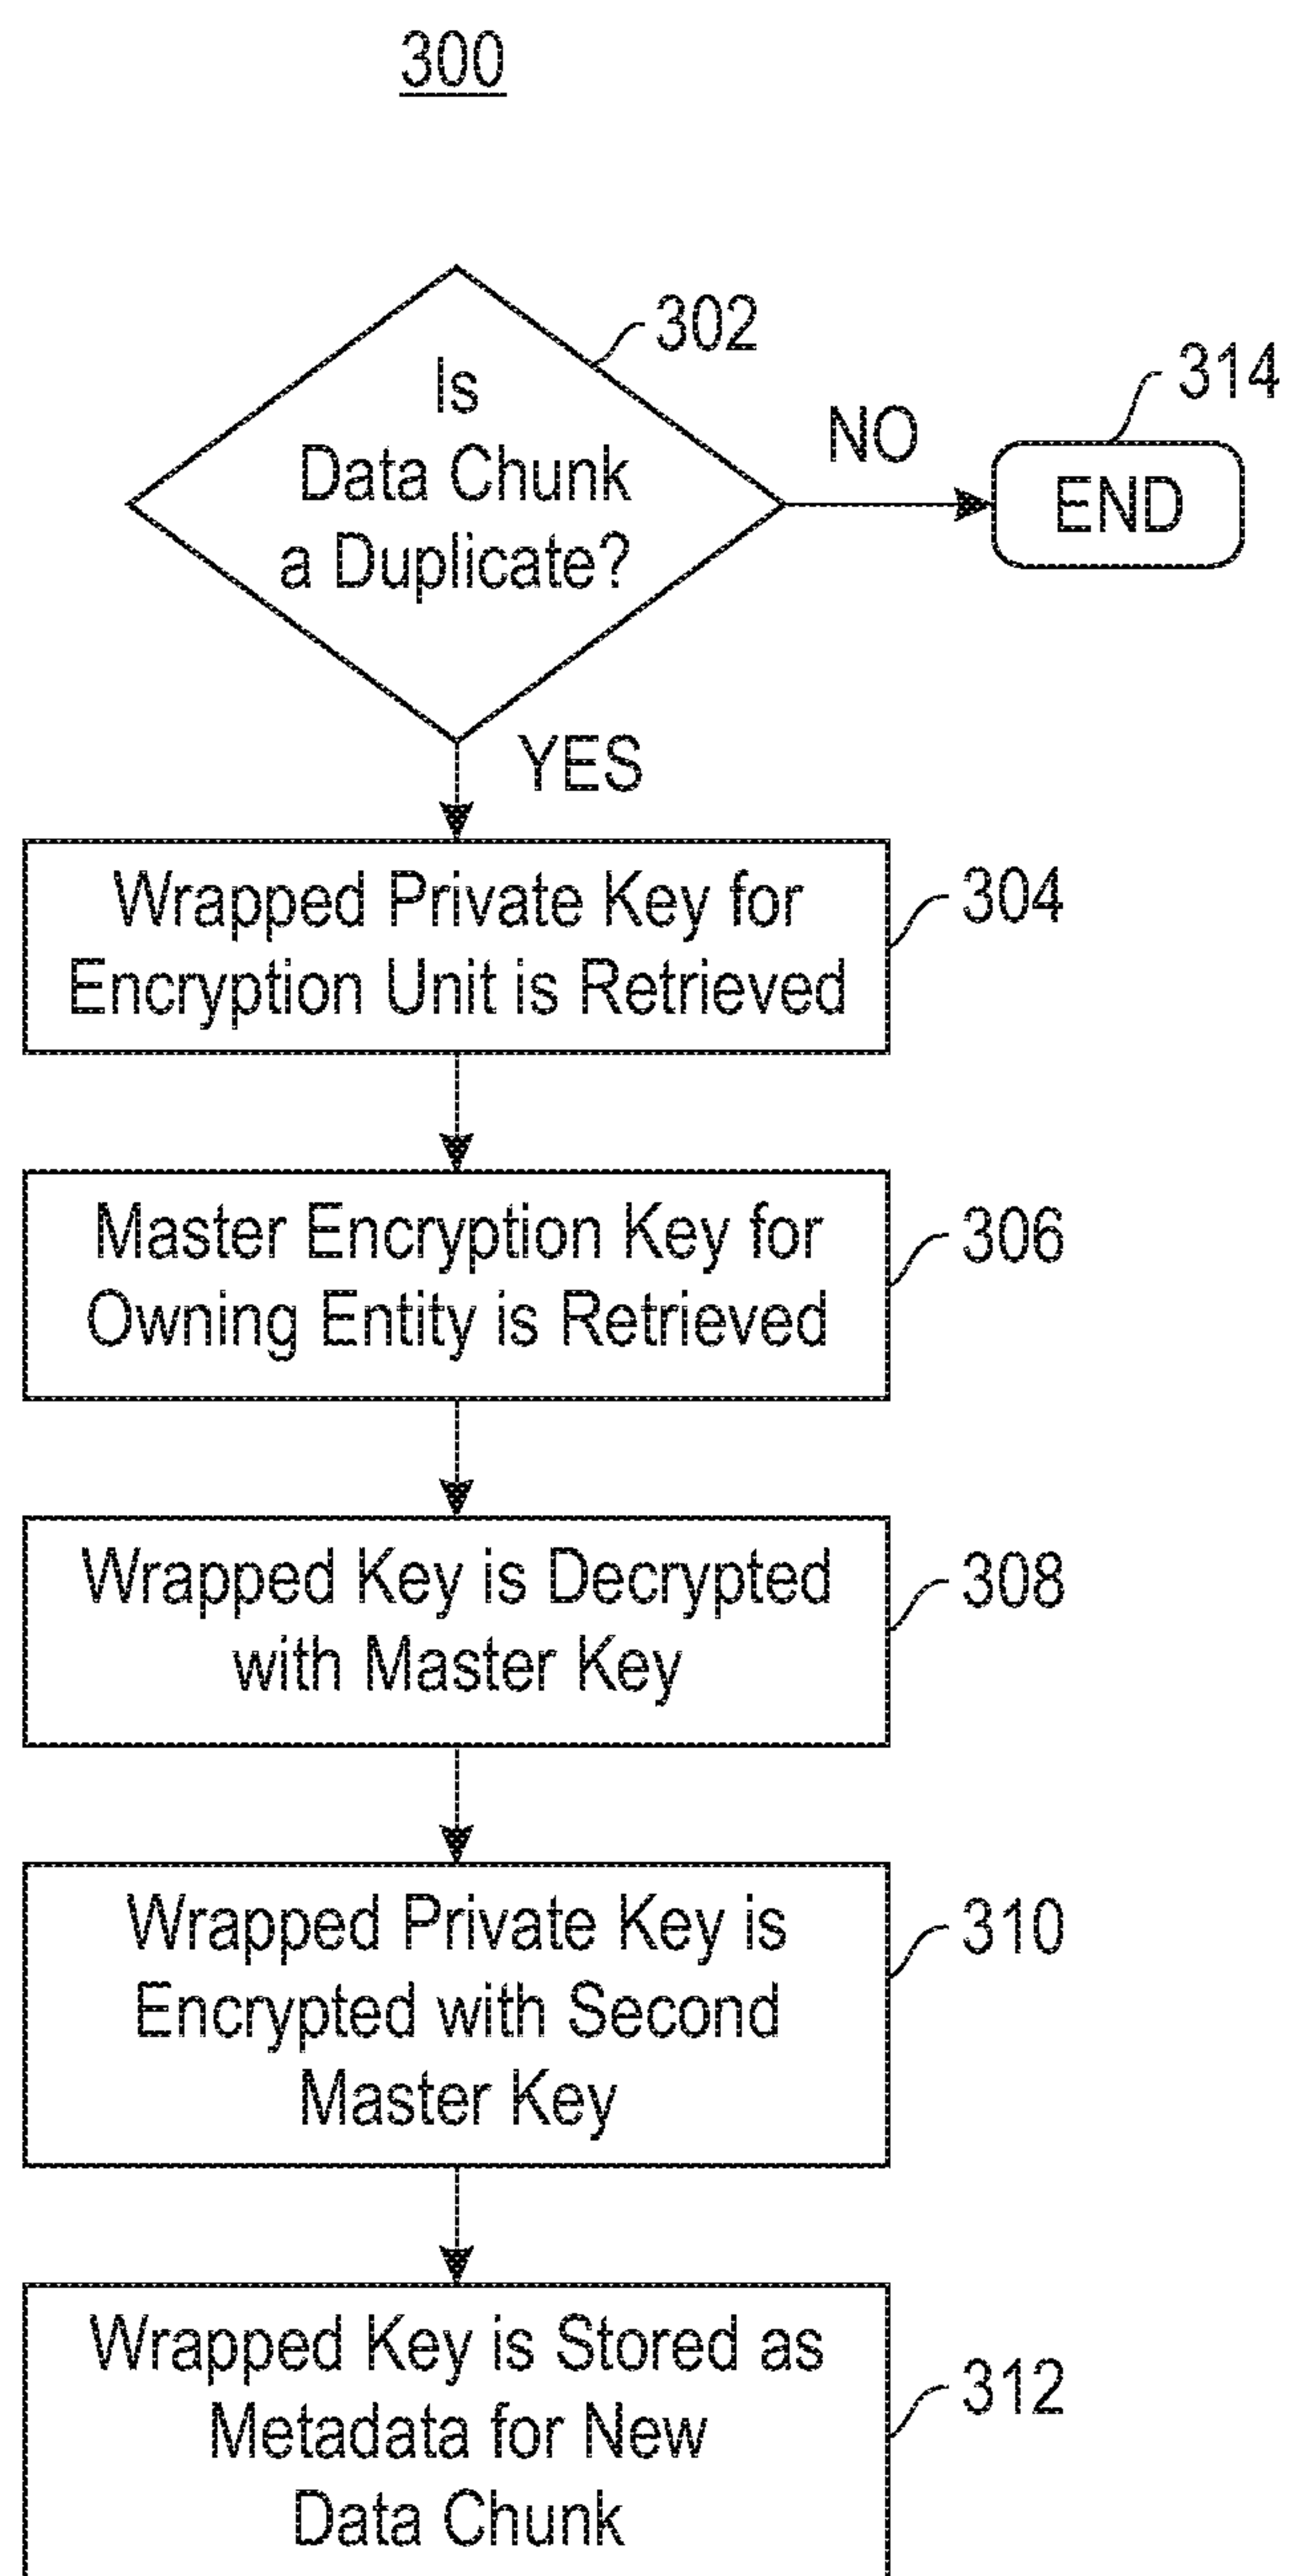 300
302
Is
Data Chunk
a Duplicate?
NO
314
END
YES
Wrapped Private Key for
Encryption Unit is Retrieved
304
Master Encryption Key for
Owning Entity is Retrieved
306
Wrapped Key is Decrypted
with Master Key
308
Wrapped Private Key is
Encrypted with Second
Master Key
310
Wrapped Key is Stored as
Metadata for New
Data Chunk
312